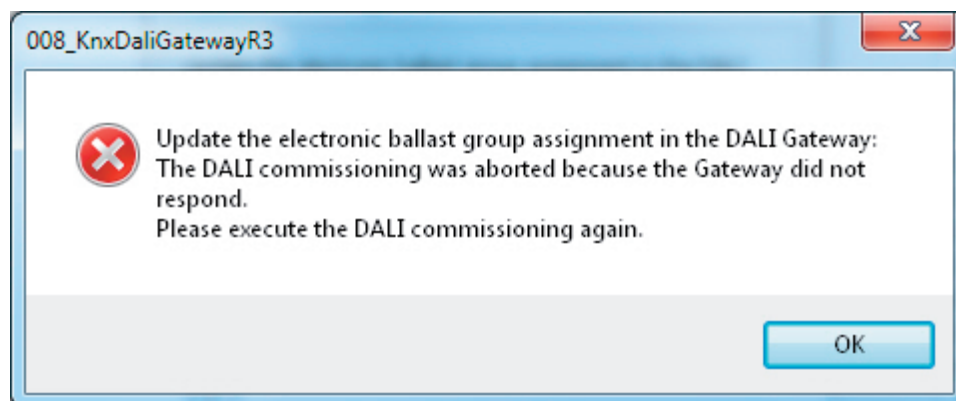 008_KnxDaliGatewayR3
Update the electronic ballast group assignment in the DALI Gateway:
The DALI commissioning was aborted because the Gateway did not
respond.
Please execute the DALI commissioning again.
OK